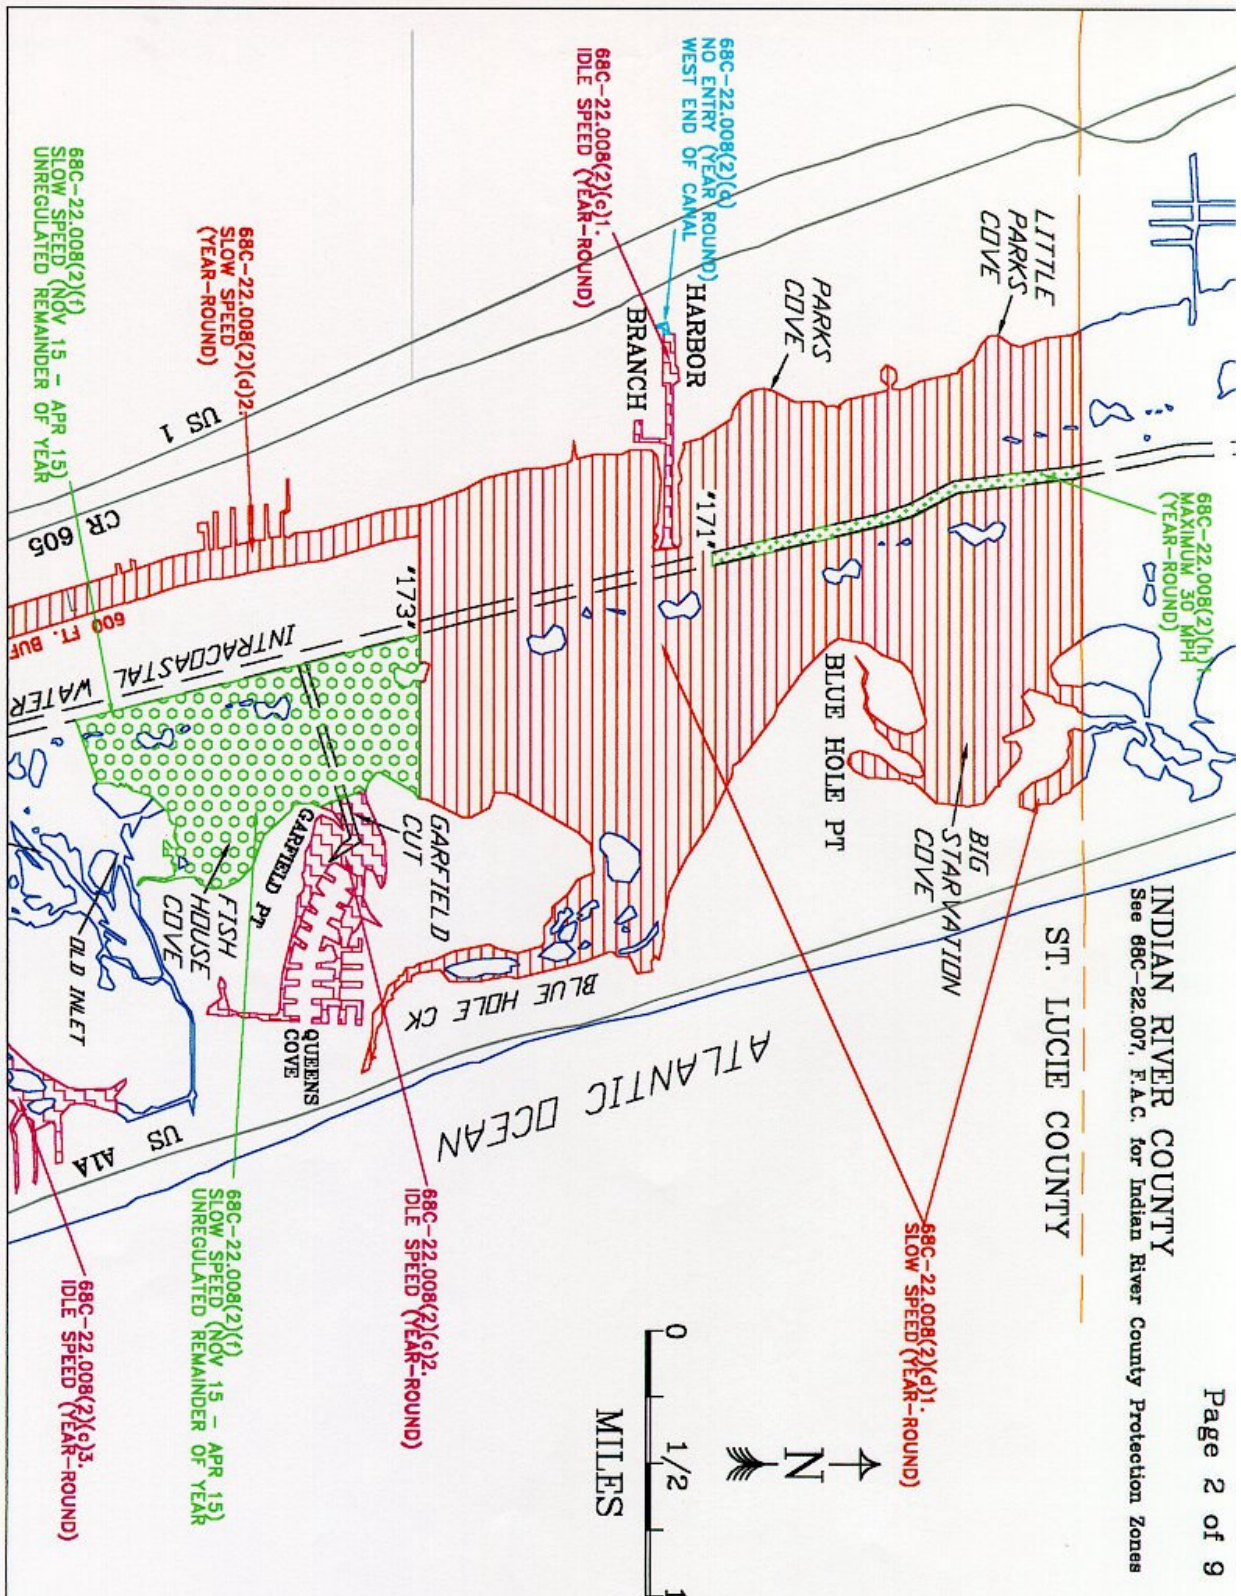 Page 2 of 9
INDIAN RIVER COUNTY
See 68C-22.007, F.A.C. for Indian River County Protection Zones
ST. LUCIE COUNTY
68C-22.008(2)(h)1.
MAXIMUM 30 MPH
(YEAR-ROUND)
LITTLE
PARKS
COVE
BIG
STARVATION
COVE
68C-22.008(2)(d)1.
SLOW SPEED (YEAR-ROUND)
PARKS
COVE
BLUE HOLE PT
N
"171"
HARBOR
BRANCH
68C-22.008(2)(a)
NO ENTRY (YEAR ROUND)
WEST END OF CANAL
68C-22.008(2)(c)1.
IDLE SPEED (YEAR-ROUND)
0
1/2
1
MILES
ATLANTIC OCEAN
BLUE HOLE CK
"173"
GARFIELD
CUT
68C-22.008(2)(c)2.
IDLE SPEED (YEAR-ROUND)
QUEENS
COVE
GARFIELD PT
INTRACOASTAL WATER
FISH
HOUSE
COVE
68C-22.008(2)(d)2.
SLOW SPEED
(YEAR-ROUND)
US 1
CR 605
600 FT. BUF
68C-22.008(2)(f)
SLOW SPEED (NOV 15 - APR 15)
UNREGULATED REMAINDER OF YEAR
68C-22.008(2)(f)
SLOW SPEED (NOV 15 - APR 15)
UNREGULATED REMAINDER OF YEAR
OLD INLET
US A1A
68C-22.008(2)(c)3.
IDLE SPEED (YEAR-ROUND)